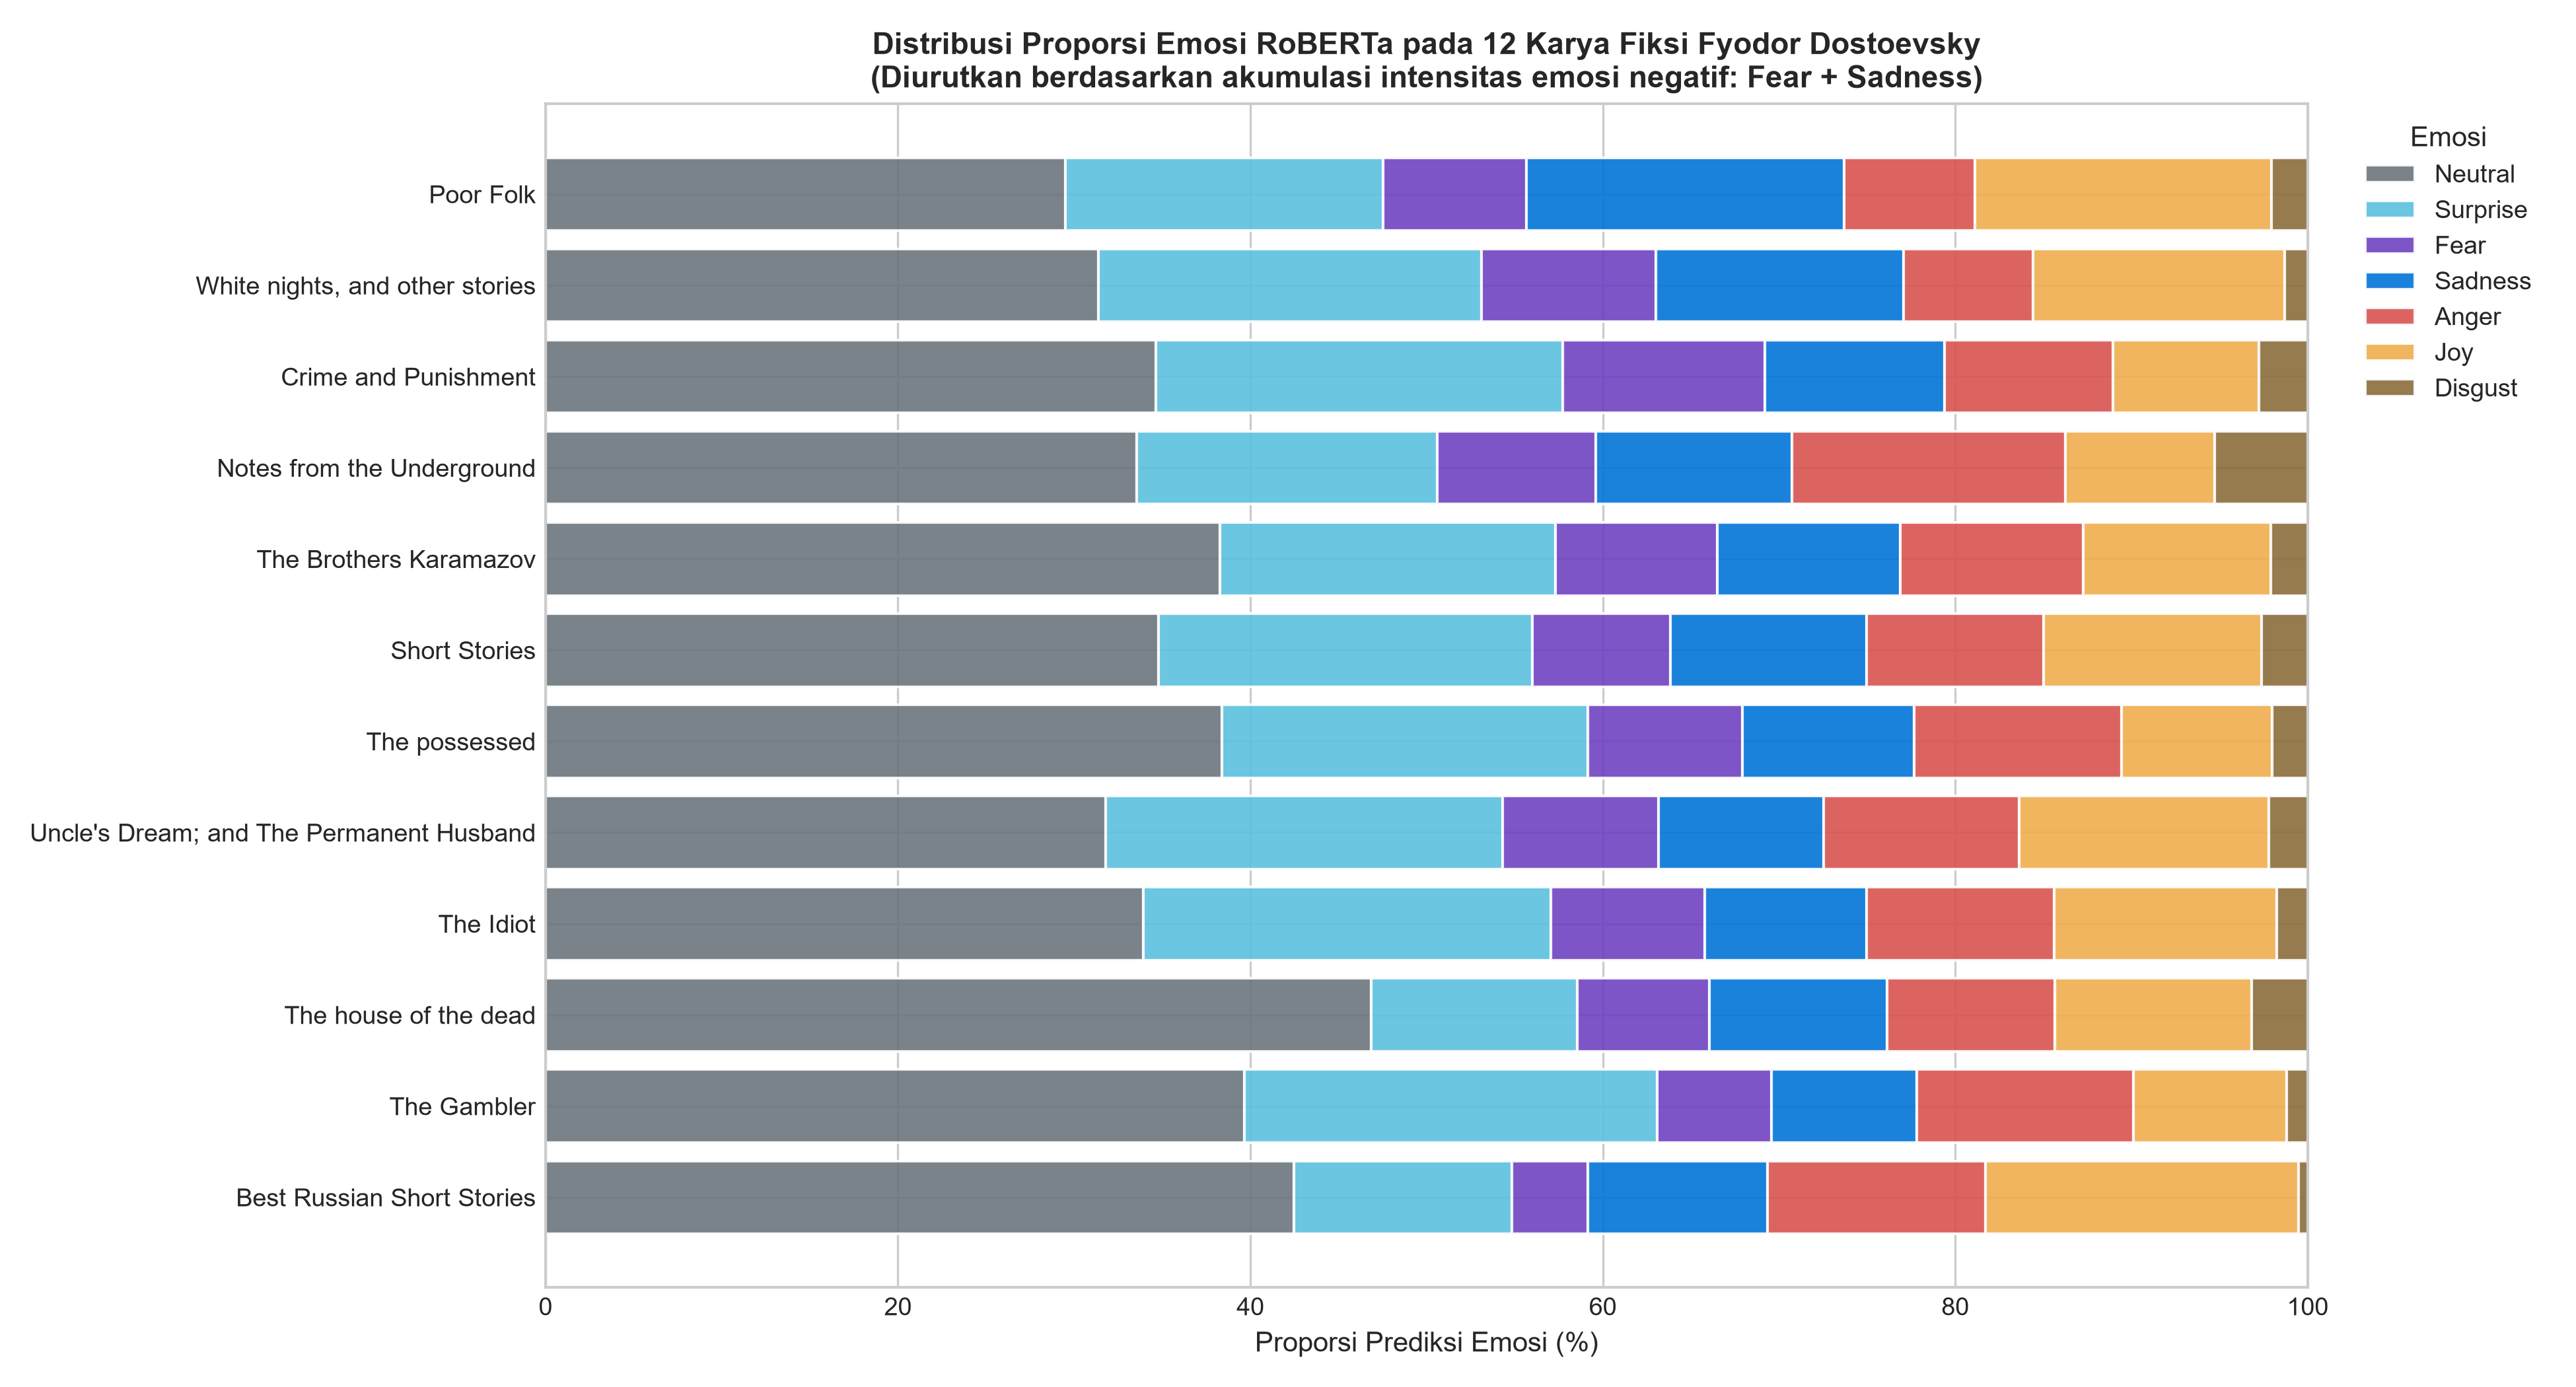 Distribusi Proporsi Emosi RoBERTa pada 12 Karya Fiksi Fyodor Dostoevsky
(Diurutkan berdasarkan akumulasi intensitas emosi negatif: Fear + Sadness)
Emosi
Neutral
Surprise
Fear
Sadness
Anger
Joy
Disgust
Poor Folk
White nights, and other stories
Crime and Punishment
Notes from the Underground
The Brothers Karamazov
Short Stories
The possessed
Uncle's Dream; and The Permanent Husband
The Idiot
The house of the dead
The Gambler
Best Russian Short Stories
0 20 40 60 80 100
Proporsi Prediksi Emosi (%)